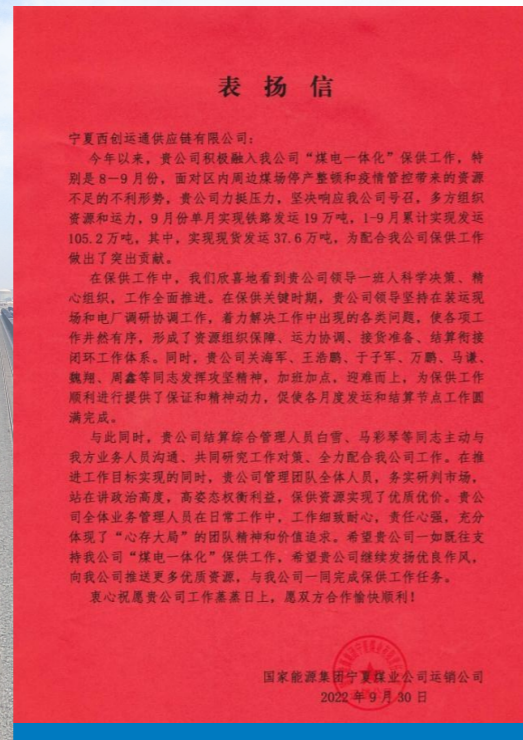 表扬信
宁夏西创运通供应链有限公司：
今年以来，贵公司积极融入我公司“煤电一体化”保供工作，特
别是8—9月份，面对区内周边煤场停产整顿和疫情管控带来的资源
不足的不利形势，贵公司力挺压力，坚决响应我公司号召，多方组织
资源和运力，9月份单月实现铁路发运19万吨，1-9月累计实现发运
105.2万吨，其中，实现现货发运37.6万吨，为配合我公司保供工作
做出了突出贡献。
在保供工作中，我们欣喜地看到贵公司领导一班人科学决策、精
心组织，工作全面推进。在保供关键时期，贵公司领导坚持在装运现
场和电厂调研协调工作，着力解决工作中出现的各类问题，使各项工
作井然有序，形成了资源组织保障、运力协调、接货准备、结算衔接
闭环工作体系。同时，贵公司关海军、王浩鹏、于子军、万鹏、马谦、
魏翔、周鑫等同志发挥攻坚精神，加班加点，迎难而上，为保供工作
顺利进行提供了保证和精神动力，促使各月度发运和结算节点工作圆
满完成。
与此同时，贵公司结算综合管理人员白雪、马彩琴等同志主动与
我方业务人员沟通、共同研究工作对策、全力配合我公司工作。在推
进工作目标实现的同时，贵公司管理团队全体人员，务实研判市场，
站在讲政治高度，高姿态权衡利益，保供资源实现了优质优价。贵公
司全体业务管理人员在日常工作中，工作细致耐心，责任心强，充分
体现了“心存大局”的团队精神和价值追求。希望贵公司一如既往支
持我公司“煤电一体化”保供工作，希望贵公司继续发扬优良作风，
向我公司推送更多优质资源，与我公司一同完成保供工作任务。
衷心祝愿贵公司工作蒸蒸日上，愿双方合作愉快顺利！
国家能源集团宁夏煤业公司运销公司
2022年9月30日